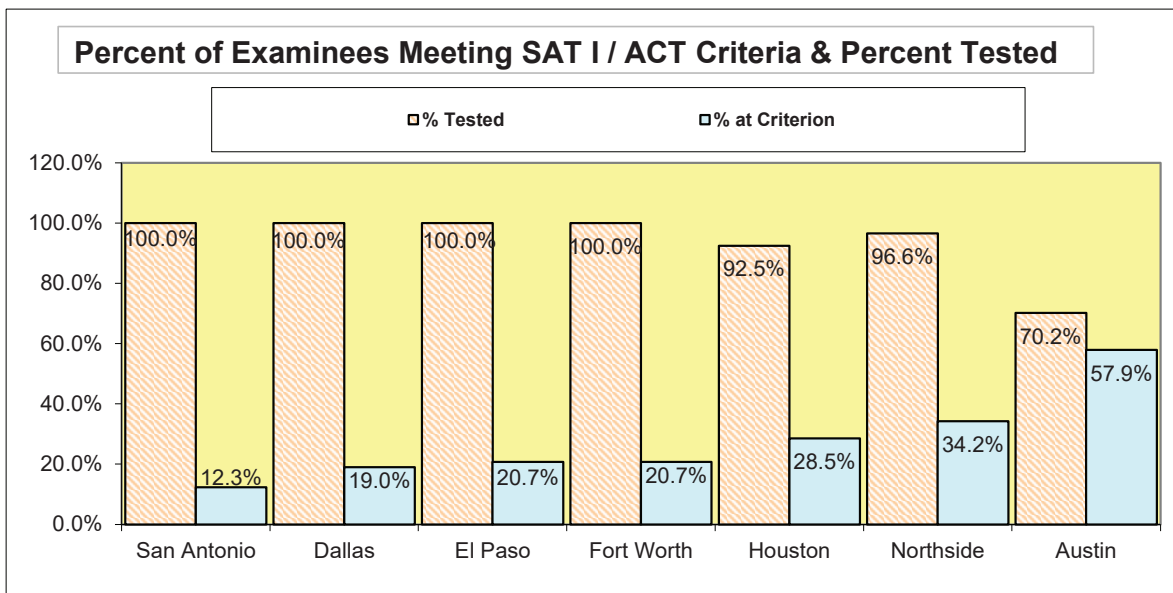 Percent of Examinees Meeting SAT I / ACT Criteria & Percent Tested
% Tested % at Criterion
120.0%
100.0%
80.0%
60.0%
40.0%
20.0%
0.0%
100.0% 12.3% 100.0% 19.0% 100.0% 20.7% 100.0% 20.7% 92.5% 28.5% 96.6% 34.2% 70.2% 57.9%
San Antonio Dallas El Paso Fort Worth Houston Northside Austin